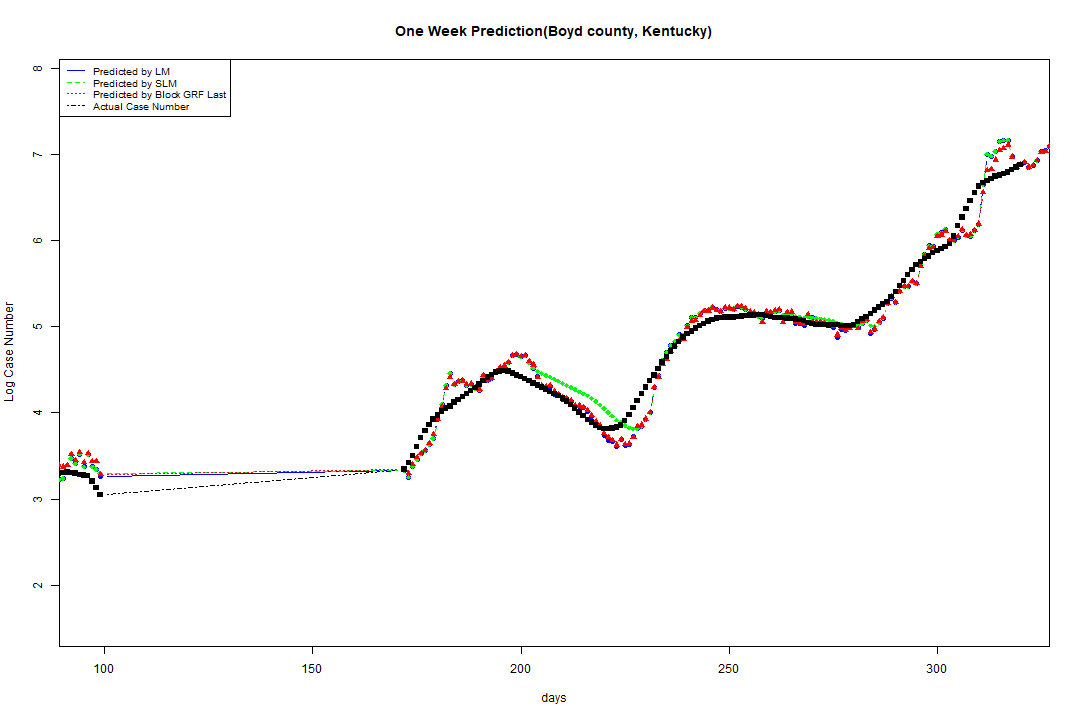 One Week Prediction(Boyd county, Kentucky)
Predicted by LM
Predicted by SLM
Predicted by Block GRF Last
Actual Case Number
8
7
6
5
4
3
2
Log Case Number
100 150 200 250 300
days